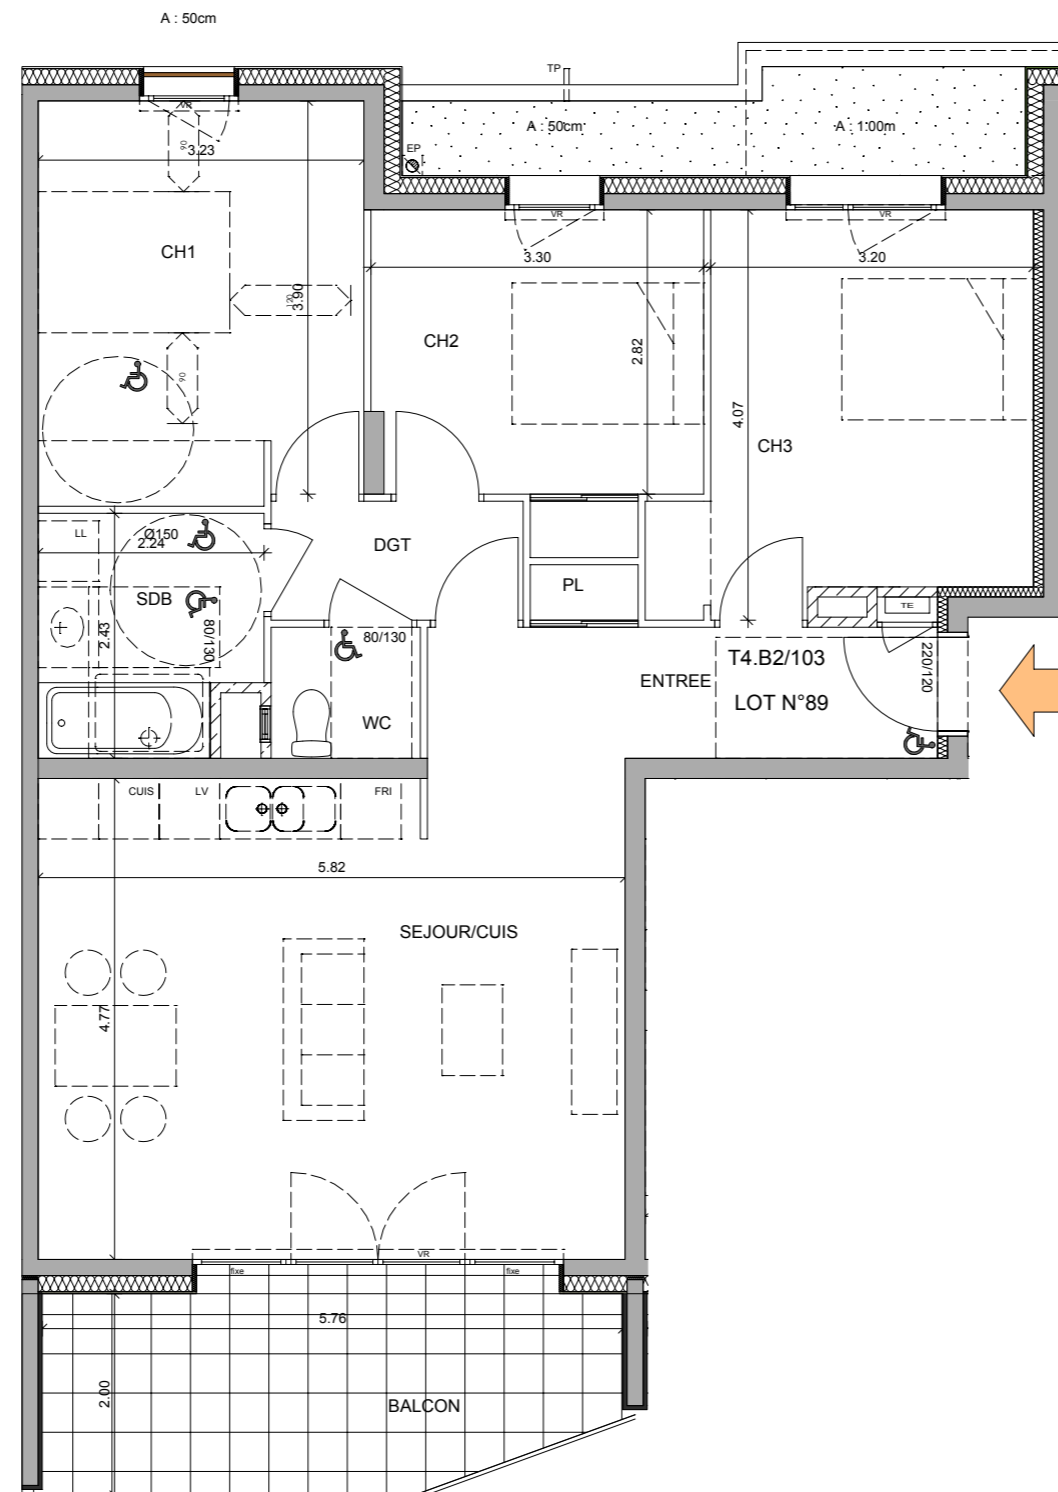 A : 50cm
TP
A : 50cm
A : 1.00m
EP
VR
VR
VR
90
3.23
CH1
3.30
3.20
120
3.90
CH2
2.82
90
4.07
CH3
LL
Ø150
2.24
DGT
SDB
PL
TE
2.43
80/130
80/130
T4.B2/103
220/120
ENTREE
LOT N°89
WC
CUIS
LV
FRI
5.82
SEJOUR/CUIS
4.77
VR
fixe
fixe
5.76
2.00
BALCON